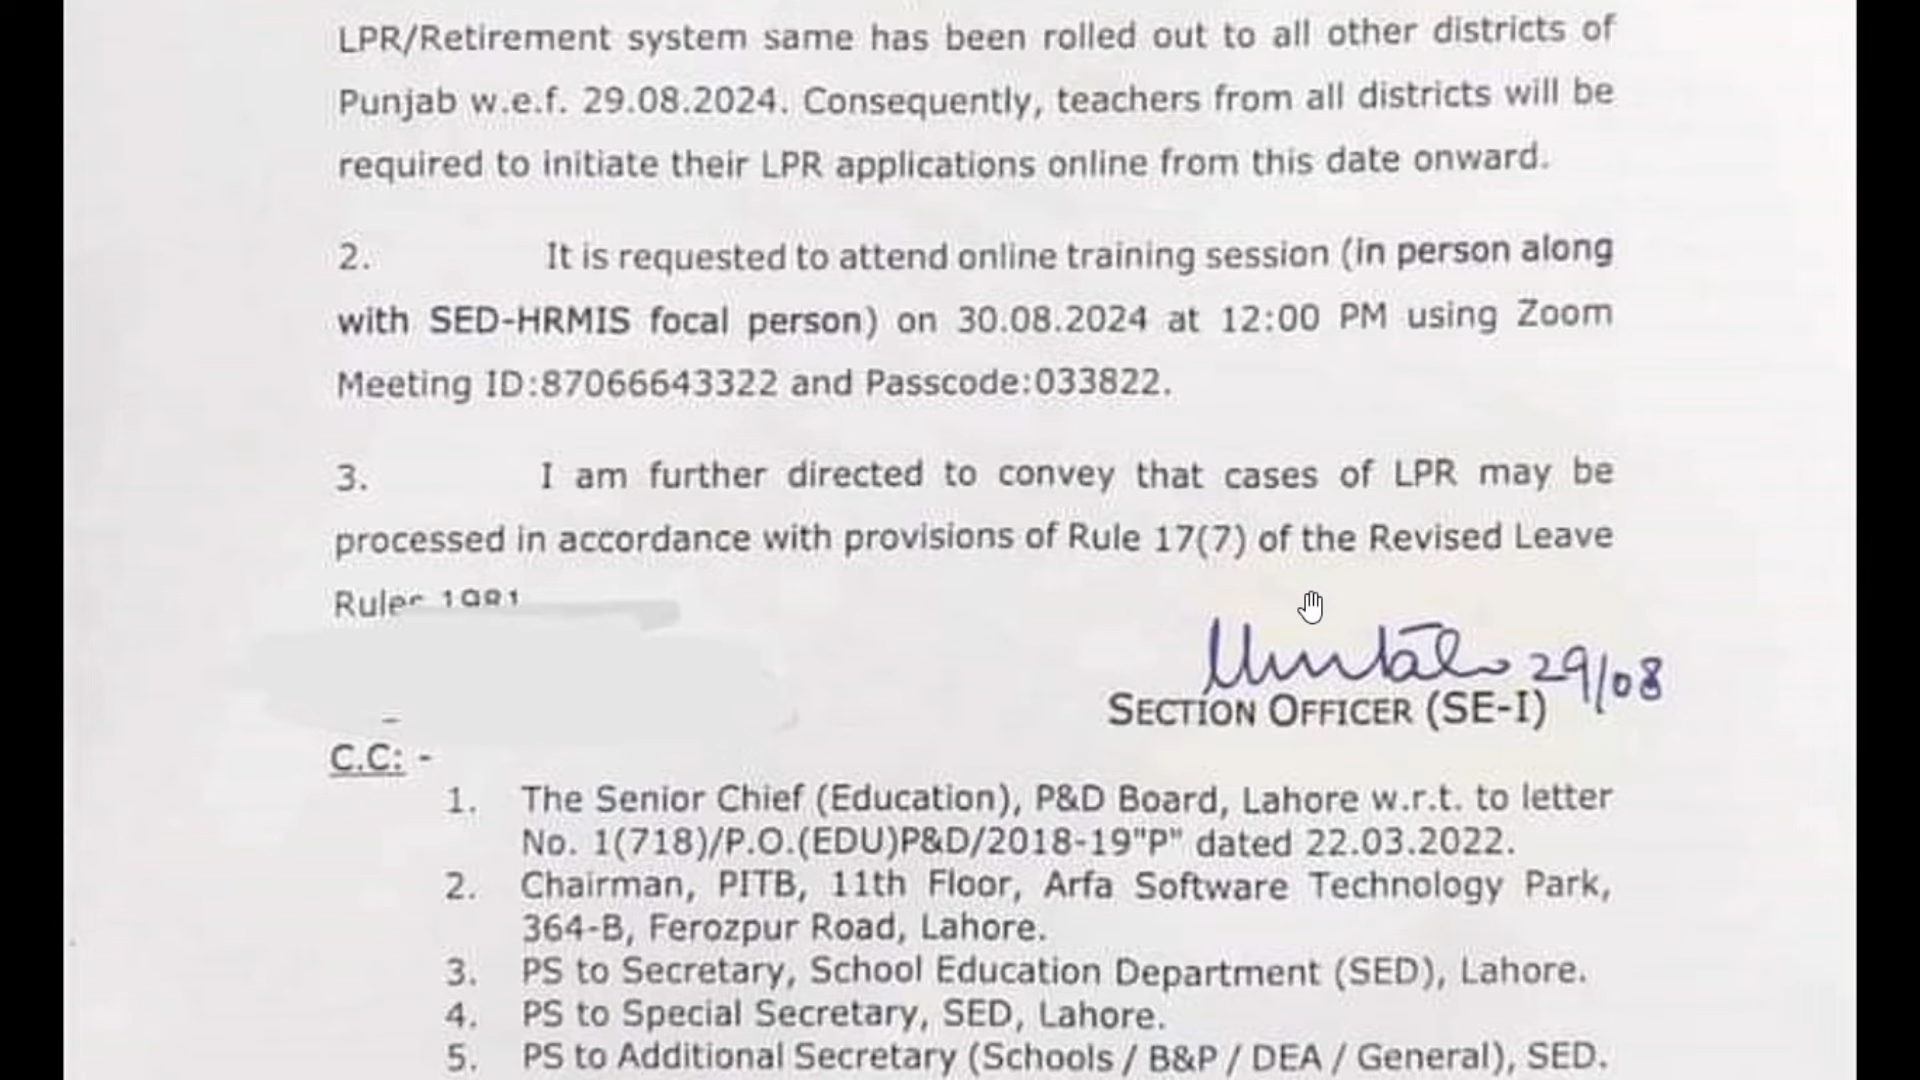 LPR/Retirement system same has been rolled out to all other districts of
Punjab w.e.f. 29.08.2024. Consequently, teachers from all districts will be
required to initiate their LPR applications online from this date onward.
2. It is requested to attend online training session (in person along
with SED-HRMIS focal person) on 30.08.2024 at 12:00 PM using Zoom
Meeting ID:87066643322 and Passcode:033822.
3. I am further directed to convey that cases of LPR may be
processed in accordance with provisions of Rule 17(7) of the Revised Leave
Rules 1981
29/08
SECTION OFFICER (SE-I)
C.C: -
1. The Senior Chief (Education), P&D Board, Lahore w.r.t. to letter
No. 1(718)/P.O.(EDU)P&D/2018-19"P" dated 22.03.2022.
2. Chairman, PITB, 11th Floor, Arfa Software Technology Park,
364-B, Ferozpur Road, Lahore.
3. PS to Secretary, School Education Department (SED), Lahore.
4. PS to Special Secretary, SED, Lahore.
5. PS to Additional Secretary (Schools / B&P / DEA / General), SED.